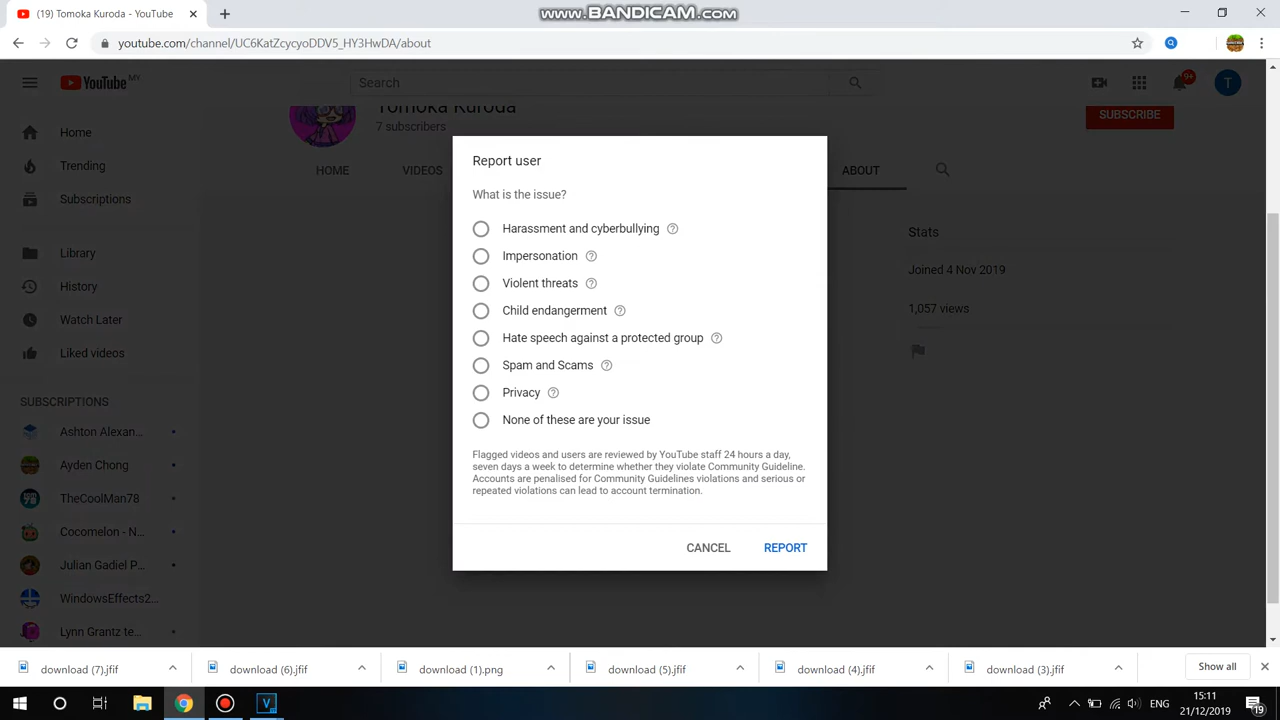 (19) Tomoka Kuroda - YouTube
www.BANDICAM.com
youtube.com/channel/UC6KatZcycyoDDV5_HY3HwDA/about
YouTube MY
Search
9+
T
Tomoka Kuroda
7 subscribers
SUBSCRIBE
HOME
VIDEOS
ABOUT
Home
Trending
Subscriptions
Library
History
Watch Later
Liked videos
SUBSCRIPTIONS
Ashton Alexan...
Ayden Chong
TheCoolMan78
Cocomelon - N...
Julian Gadiel P...
WindowsEffects2...
Lynn Grantz te...
Report user
What is the issue?
Harassment and cyberbullying
Impersonation
Violent threats
Child endangerment
Hate speech against a protected group
Spam and Scams
Privacy
None of these are your issue
Flagged videos and users are reviewed by YouTube staff 24 hours a day,
seven days a week to determine whether they violate Community Guideline.
Accounts are penalised for Community Guidelines violations and serious or
repeated violations can lead to account termination.
CANCEL
REPORT
Stats
Joined 4 Nov 2019
1,057 views
download (7).jfif
download (6).jfif
download (1).png
download (5).jfif
download (4).jfif
download (3).jfif
Show all
V
ENG
15:11
21/12/2019
19